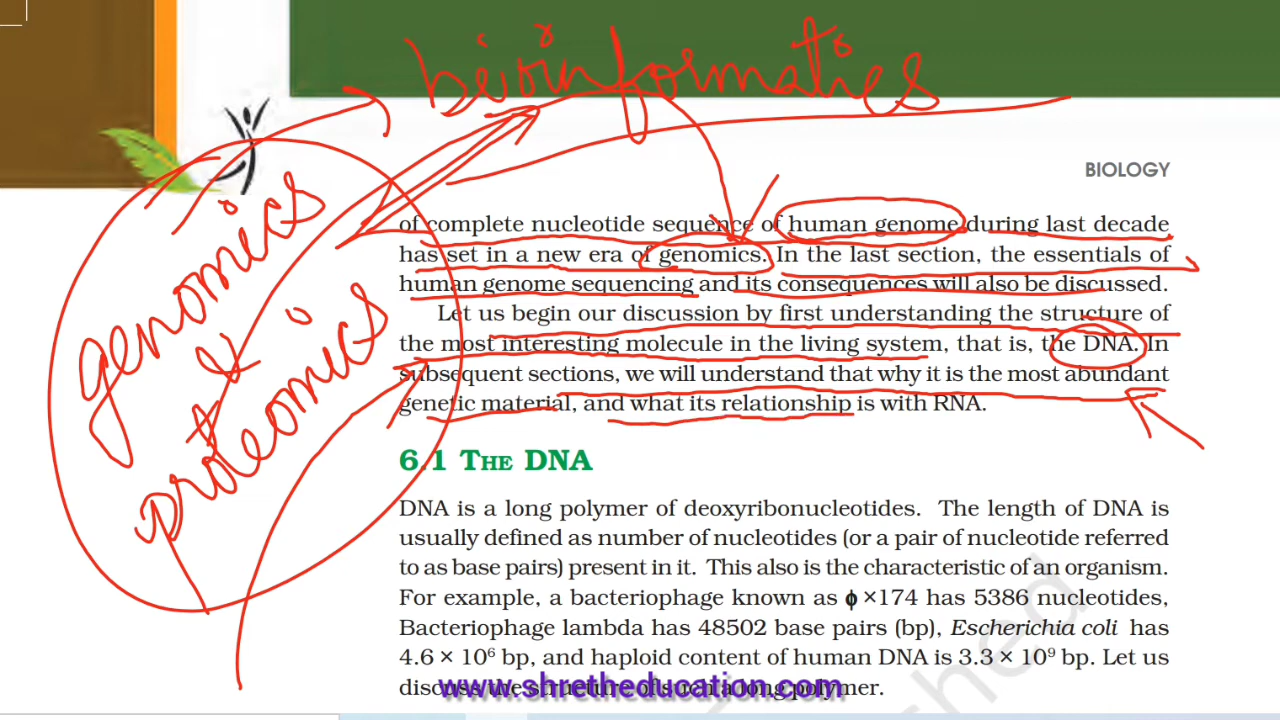 bioinformatics
BIOLOGY
genomics
&
proteomics
of complete nucleotide sequence of human genome during last decade
has set in a new era of genomics. In the last section, the essentials of
human genome sequencing and its consequences will also be discussed.
Let us begin our discussion by first understanding the structure of
the most interesting molecule in the living system, that is, the DNA. In
subsequent sections, we will understand that why it is the most abundant
genetic material, and what its relationship is with RNA.
6.1 THE DNA
DNA is a long polymer of deoxyribonucleotides. The length of DNA is
usually defined as number of nucleotides (or a pair of nucleotide referred
to as base pairs) present in it. This also is the characteristic of an organism.
For example, a bacteriophage known as ϕ ×174 has 5386 nucleotides,
Bacteriophage lambda has 48502 base pairs (bp), Escherichia coli has
4.6 × 10⁶ bp, and haploid content of human DNA is 3.3 × 10⁹ bp. Let us
discuss the structure of such a long polymer.
www.shretheducation.com